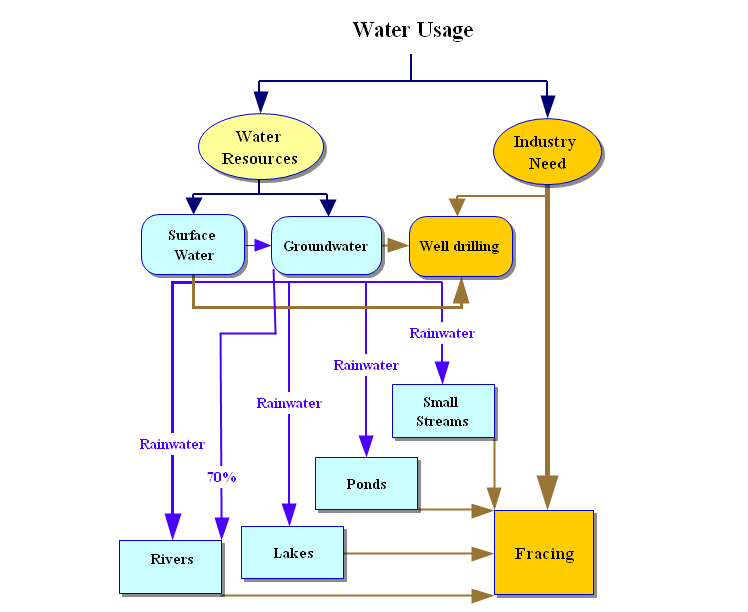 Water Usage
Water
Resources
Industry
Need
Surface
Water
Groundwater
Well drilling
Rainwater
Rainwater
Rainwater
Small
Streams
Rainwater
70%
Ponds
Rivers
Lakes
Fracing